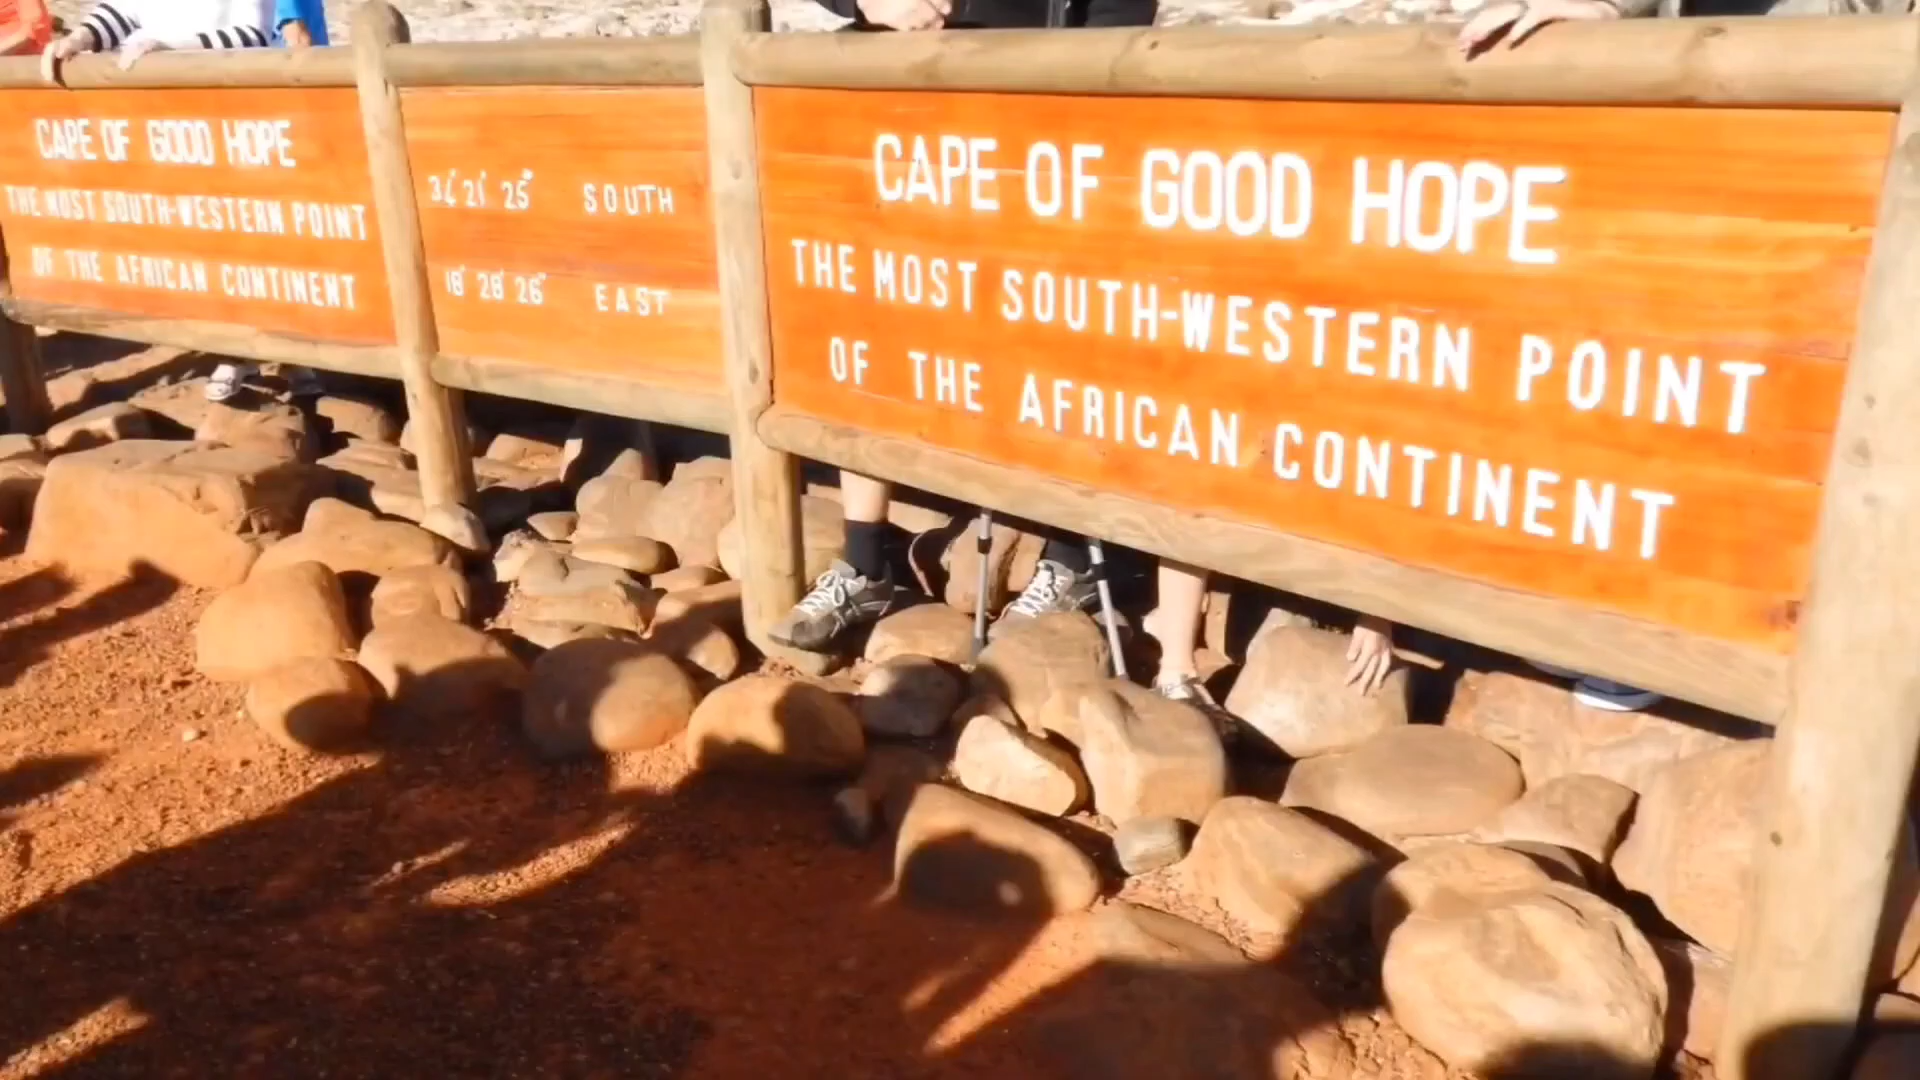 CAPE OF GOOD HOPE
THE MOST SOUTH-WESTERN POINT
OF THE AFRICAN CONTINENT
34° 21' 25" SOUTH
18° 28' 26" EAST
CAPE OF GOOD HOPE
THE MOST SOUTH-WESTERN POINT
OF THE AFRICAN CONTINENT